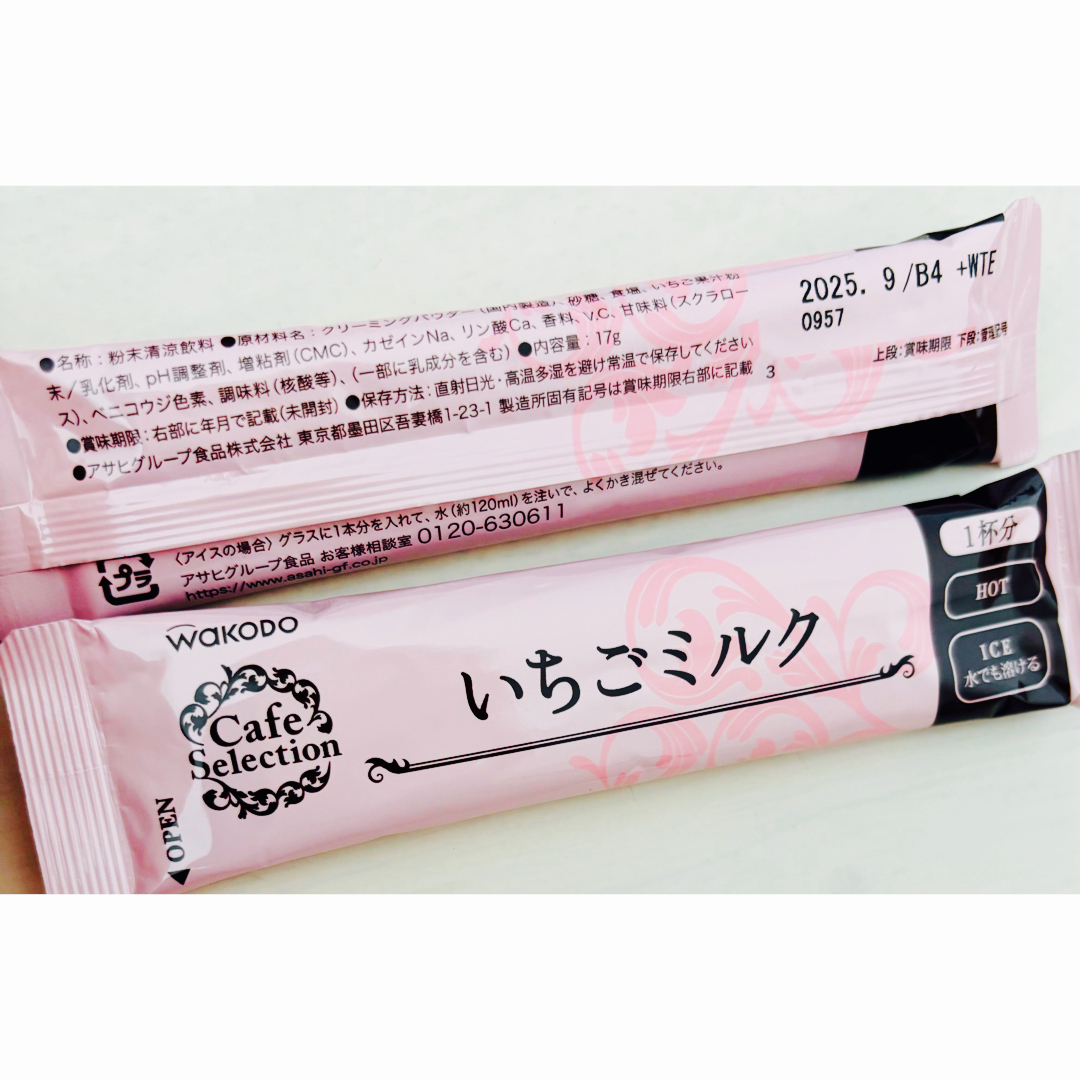 ●名称：粉末清涼飲料 ●原材料名：クリーミングパウダー（国内製造）、砂糖、食塩、いちご果汁粉
末／乳化剤、pH調整剤、増粘剤（CMC）、カゼインNa、リン酸Ca、香料、V.C、甘味料（スクラロー
ス）、ベニコウジ色素、調味料（核酸等）、（一部に乳成分を含む） ●内容量：17g
●賞味期限：右部に年月で記載（未開封） ●保存方法：直射日光・高温多湿を避け常温で保存してください
●アサヒグループ食品株式会社 東京都墨田区吾妻橋1-23-1 製造所固有記号は賞味期限右部に記載 3
2025. 9 /B4 +WTE
0957
上段：賞味期限 下段：管理記号
プラ
〈アイスの場合〉グラスに1本分を入れて、水（約120ml）を注いで、よくかき混ぜてください。
アサヒグループ食品 お客様相談室 0120-630611
https://www.asahi-gf.co.jp
WAKODO
Cafe
Selection
いちごミルク
1杯分
HOT
ICE
水でも溶ける
◀OPEN